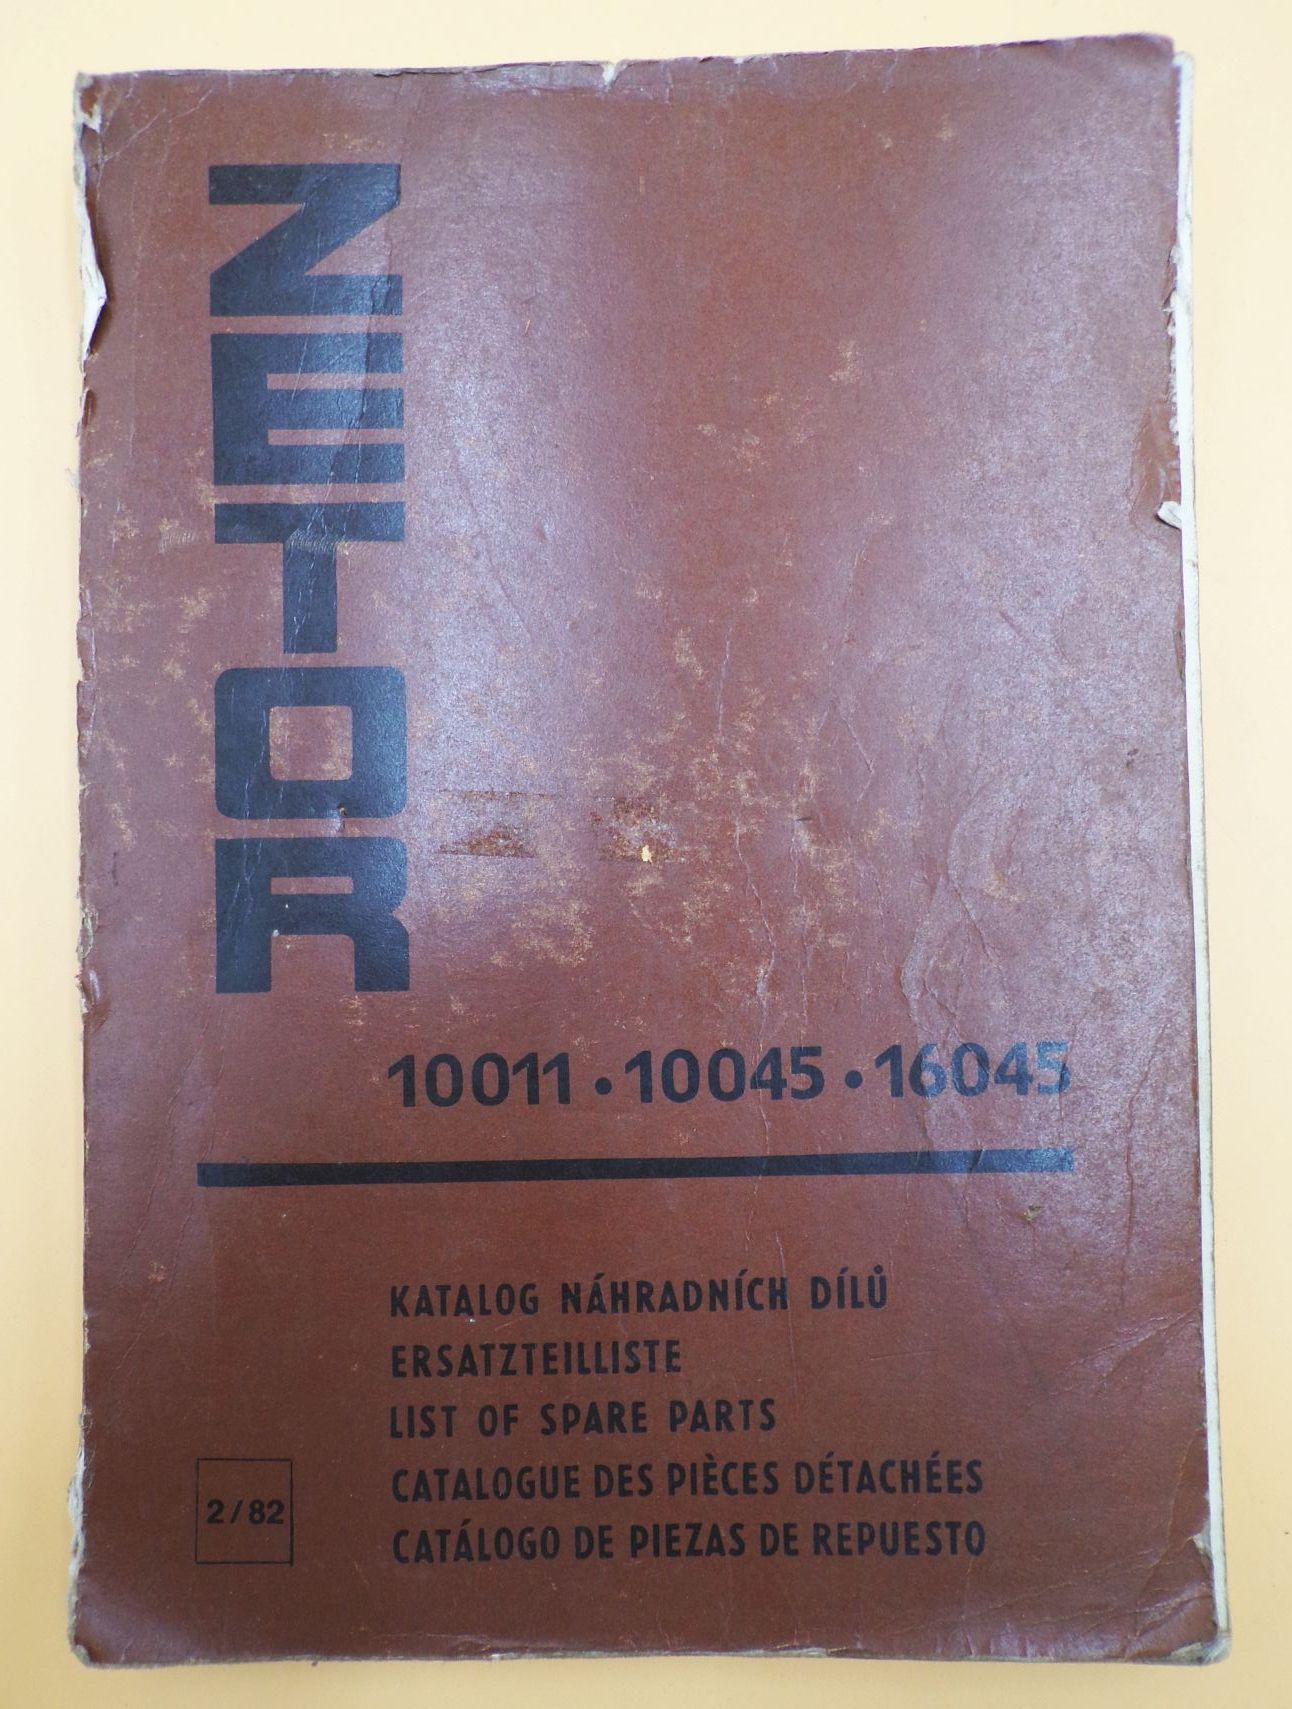 ZETOR
10011 • 10045 • 16045
KATALOG NÁHRADNÍCH DÍLŮ
ERSATZTEILLISTE
LIST OF SPARE PARTS
CATALOGUE DES PIÈCES DÉTACHÉES
CATÁLOGO DE PIEZAS DE REPUESTO
2/82